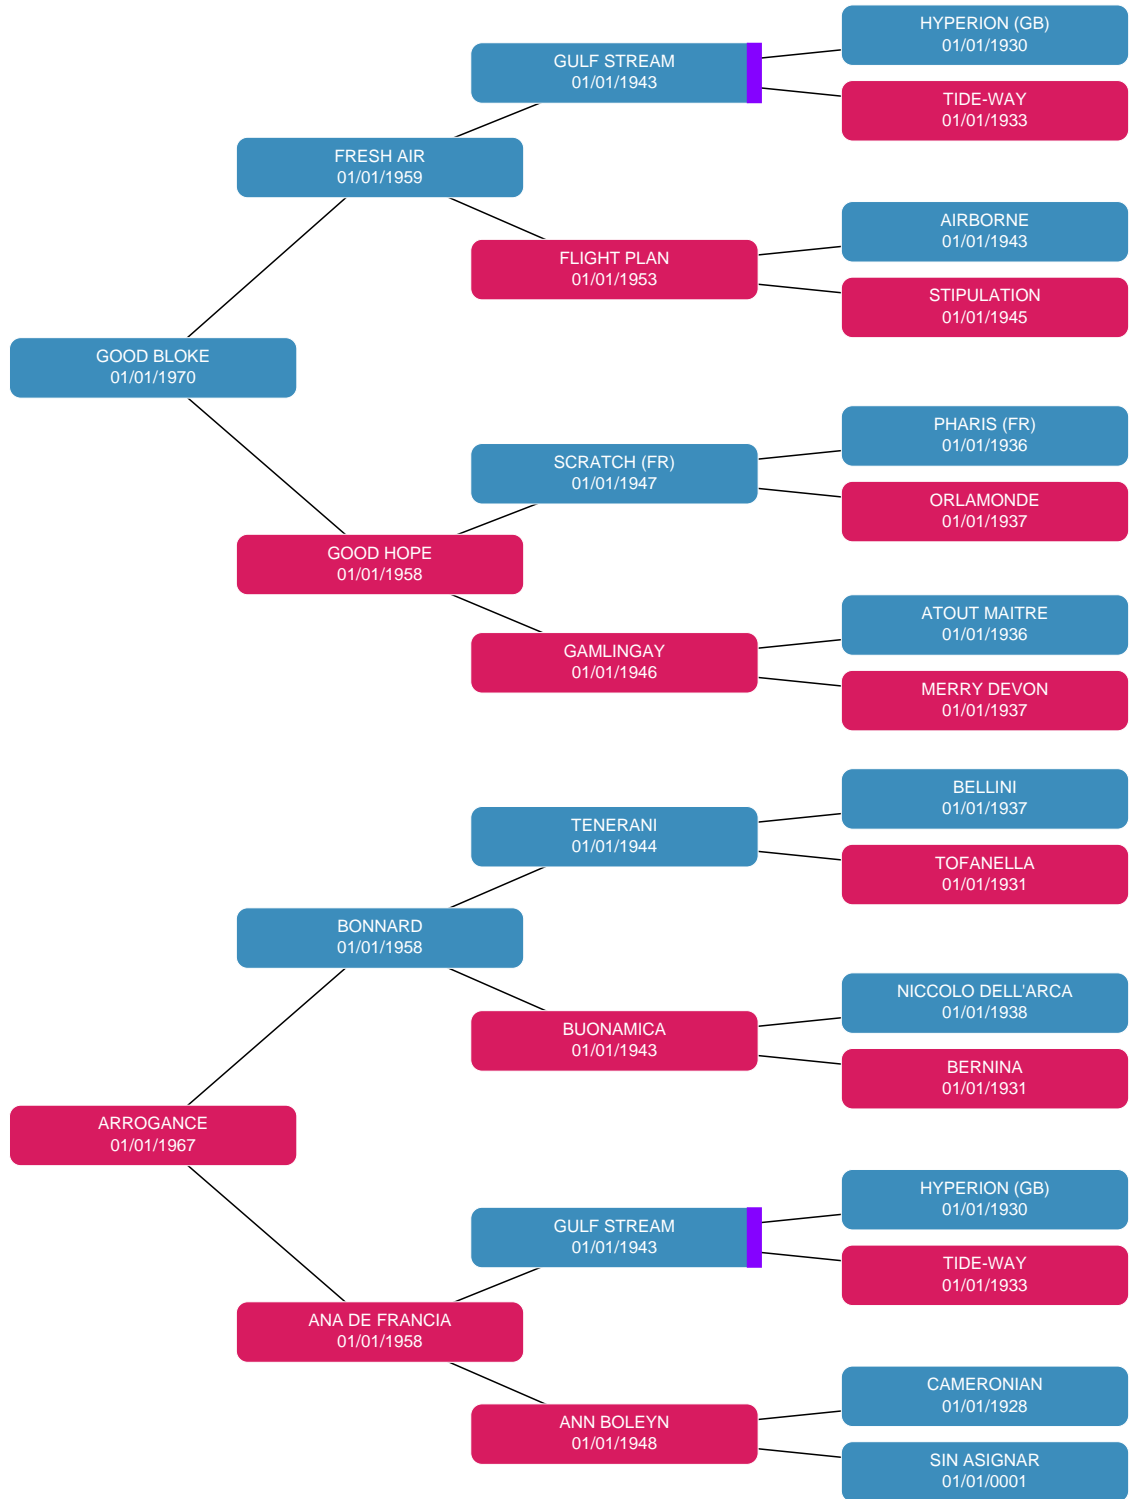 HYPERION (GB)
01/01/1930
GULF STREAM
01/01/1943
TIDE-WAY
01/01/1933
FRESH AIR
01/01/1959
AIRBORNE
01/01/1943
FLIGHT PLAN
01/01/1953
STIPULATION
01/01/1945
GOOD BLOKE
01/01/1970
PHARIS (FR)
01/01/1936
SCRATCH (FR)
01/01/1947
ORLAMONDE
01/01/1937
GOOD HOPE
01/01/1958
ATOUT MAITRE
01/01/1936
GAMLINGAY
01/01/1946
MERRY DEVON
01/01/1937
BELLINI
01/01/1937
TENERANI
01/01/1944
TOFANELLA
01/01/1931
BONNARD
01/01/1958
NICCOLO DELL'ARCA
01/01/1938
BUONAMICA
01/01/1943
BERNINA
01/01/1931
ARROGANCE
01/01/1967
HYPERION (GB)
01/01/1930
GULF STREAM
01/01/1943
TIDE-WAY
01/01/1933
ANA DE FRANCIA
01/01/1958
CAMERONIAN
01/01/1928
ANN BOLEYN
01/01/1948
SIN ASIGNAR
01/01/0001